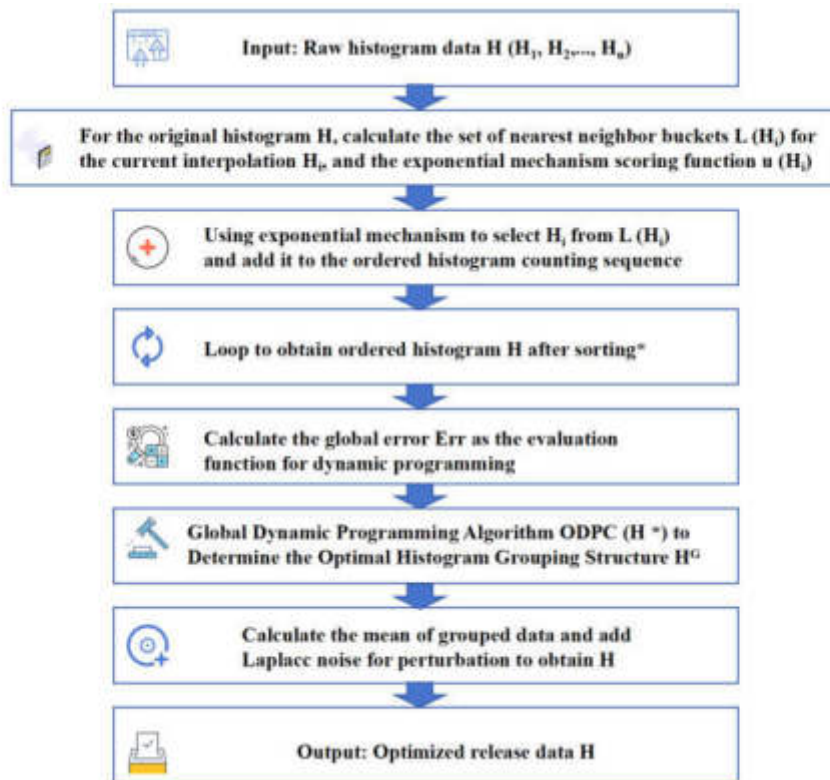 Input: Raw histogram data H (H₁, H₂,..., Hₙ)
For the original histogram H, calculate the set of nearest neighbor buckets L (Hᵢ) for
the current interpolation Hᵢ, and the exponential mechanism scoring function u (Hᵢ)
Using exponential mechanism to select Hⱼ from L (Hᵢ)
and add it to the ordered histogram counting sequence
Loop to obtain ordered histogram H after sorting*
Calculate the global error Err as the evaluation
function for dynamic programming
Global Dynamic Programming Algorithm ODPC (H *) to
Determine the Optimal Histogram Grouping Structure Hᴳ
Calculate the mean of grouped data and add
Laplacc noise for perturbation to obtain H
Output: Optimized release data H